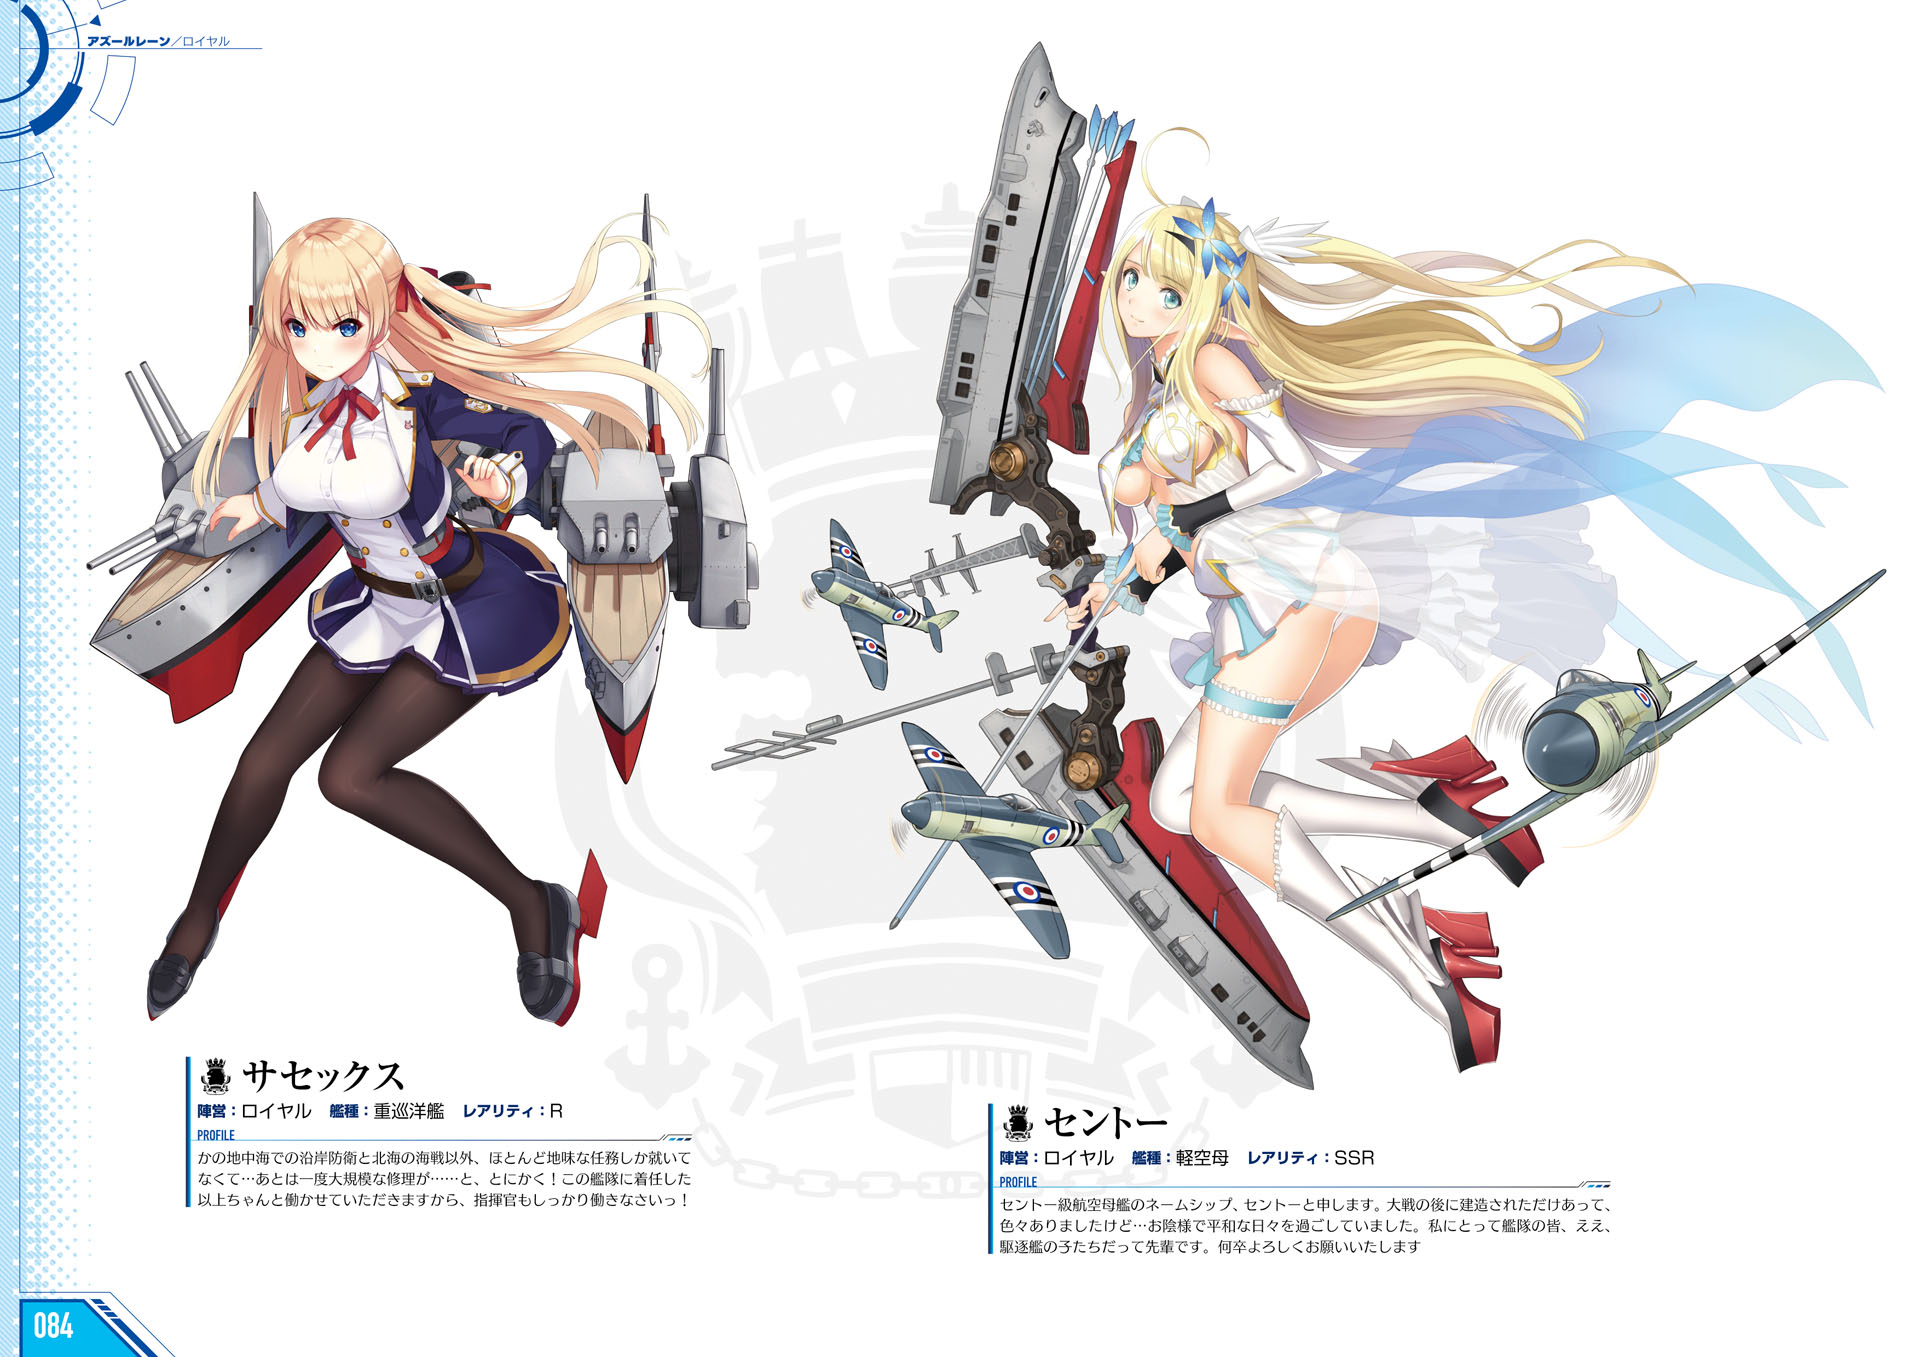 アズールレーン／ロイヤル
サセックス
陣営：ロイヤル 艦種：重巡洋艦 レアリティ：R
PROFILE
かの地中海での沿岸防衛と北海の海戦以外、ほとんど地味な任務しか就いて
なくて…あとは一度大規模な修理が……と、とにかく！この艦隊に着任した
以上ちゃんと働かせていただきますから、指揮官もしっかり働きなさいっ！
セントー
陣営：ロイヤル 艦種：軽空母 レアリティ：SSR
PROFILE
セントー級航空母艦のネームシップ、セントーと申します。大戦の後に建造されただけあって、
色々ありましたけど…お陰様で平和な日々を過ごしていました。私にとって艦隊の皆、ええ、
駆逐艦の子たちだって先輩です。何卒よろしくお願いいたします
084